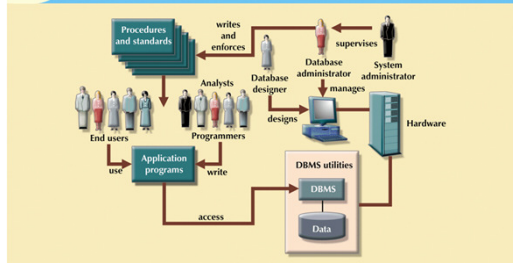 Procedures
and standards
writes
and
enforces
supervises
Analysts
Database
designer
Database
administrator
System
administrator
manages
designs
Hardware
End users
Programmers
Application
programs
use
write
access
DBMS utilities
DBMS
Data